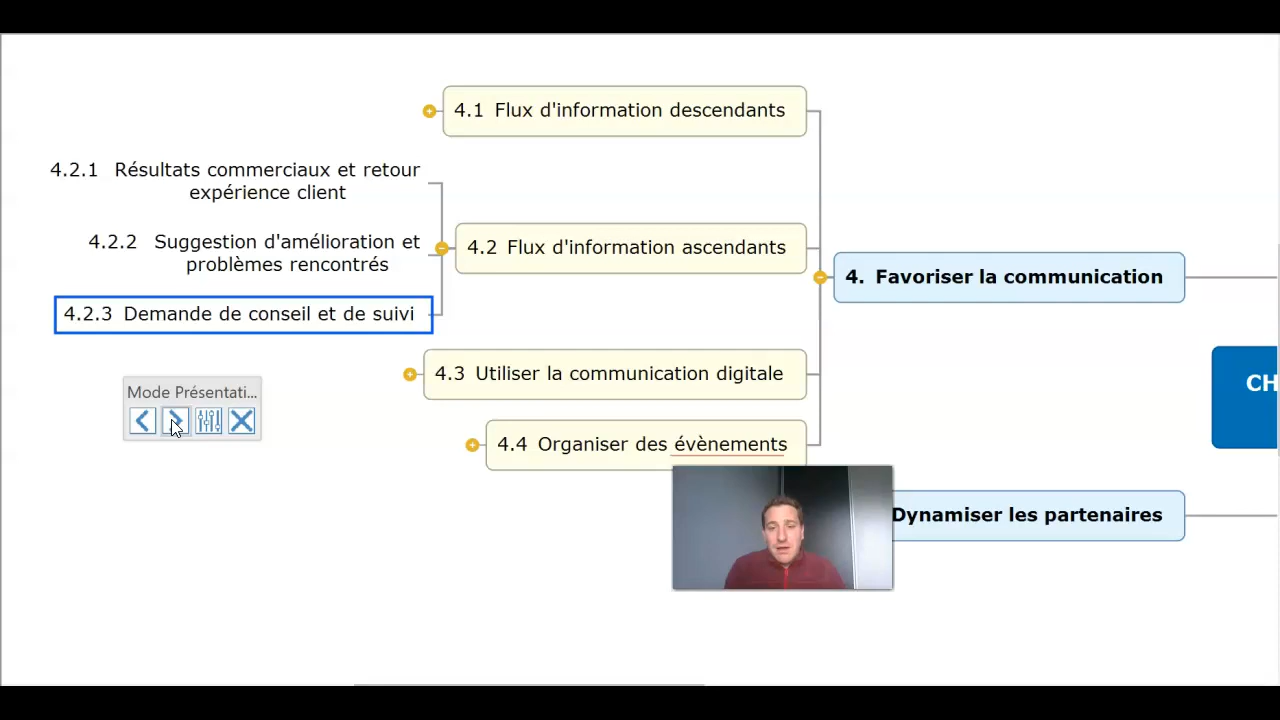 4.1 Flux d'information descendants
4.2.1 Résultats commerciaux et retour
expérience client
4.2.2 Suggestion d'amélioration et
problèmes rencontrés
4.2 Flux d'information ascendants
4. Favoriser la communication
4.2.3 Demande de conseil et de suivi
4.3 Utiliser la communication digitale
CH
Mode Présentati...
4.4 Organiser des évènements
Dynamiser les partenaires